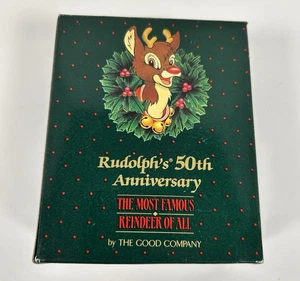 Rudolph's® 50th
Anniversary
THE MOST FAMOUS
REINDEER OF ALL
by THE GOOD COMPANY